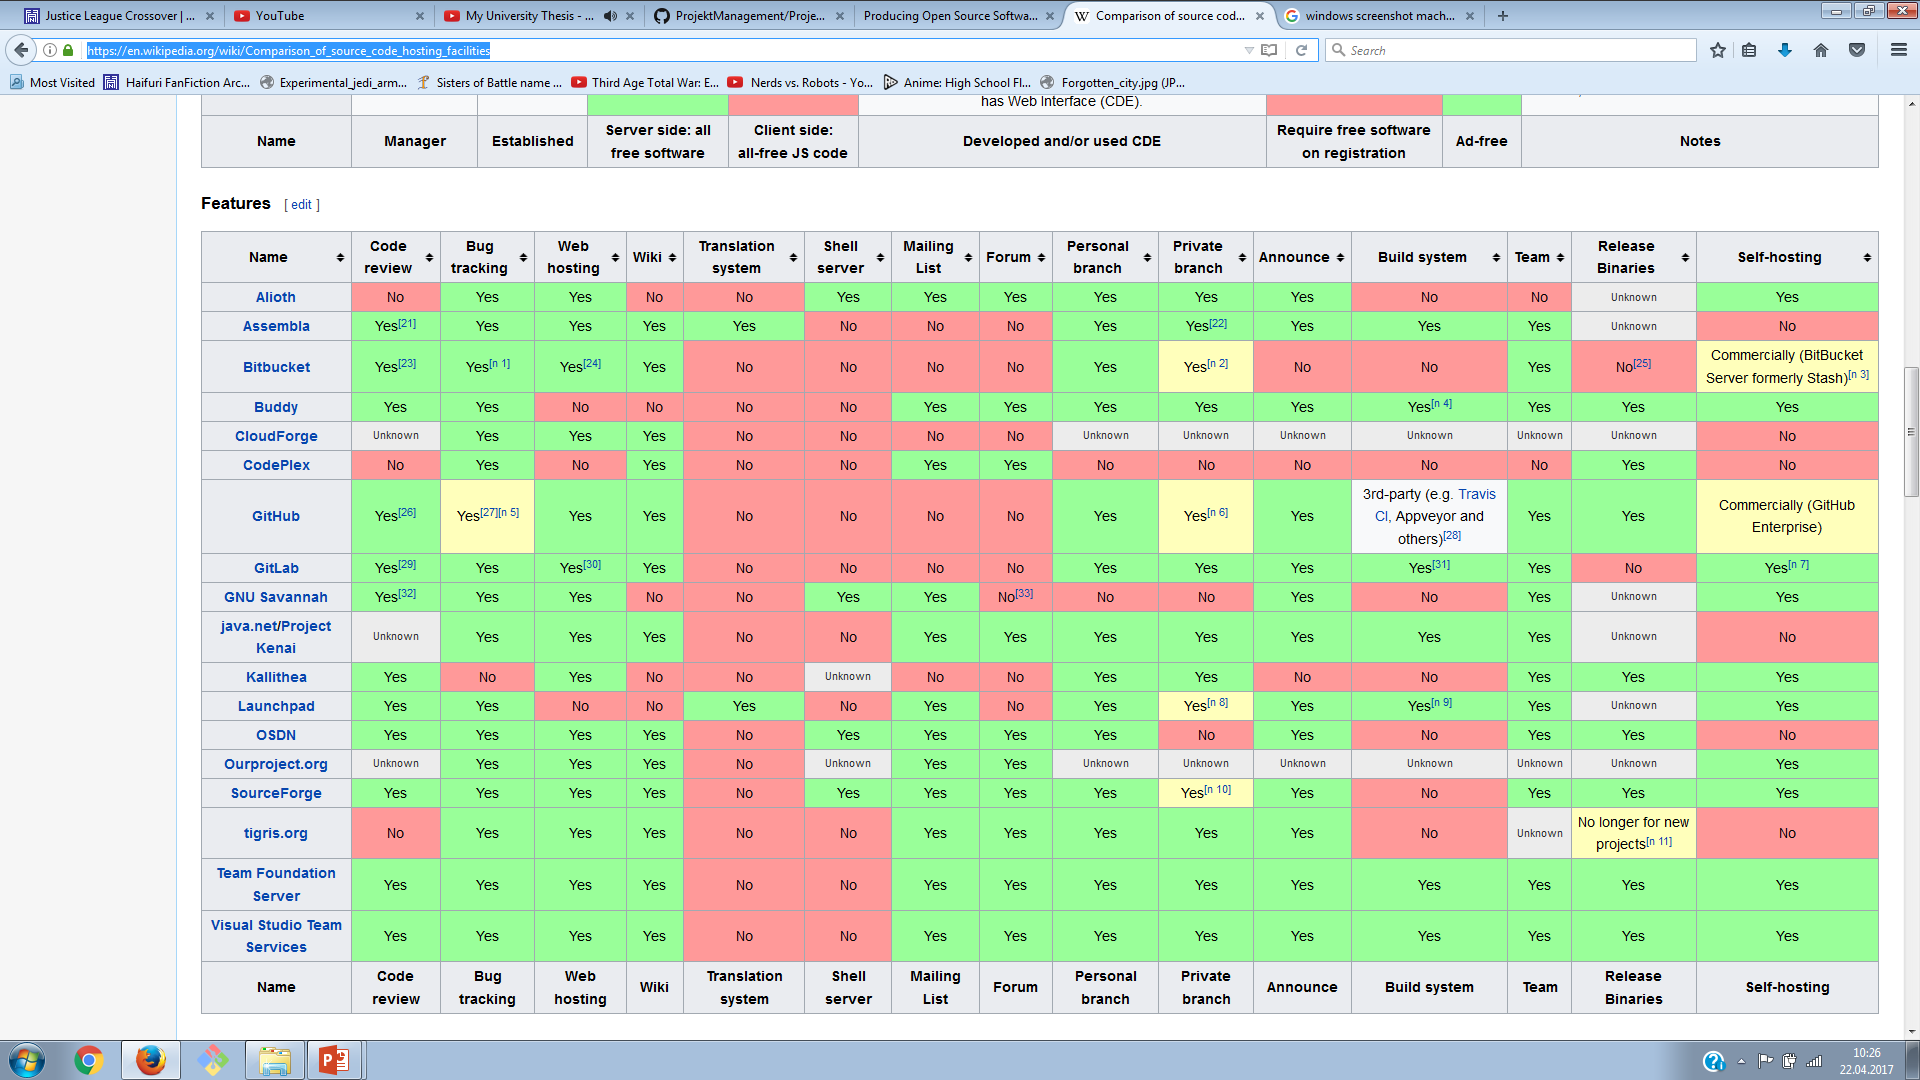 Justice League Crossover | ...
YouTube
My University Thesis - ...
ProjektManagement/Proje...
Producing Open Source Softwa...
Comparison of source cod...
windows screenshot mach...
https://en.wikipedia.org/wiki/Comparison_of_source_code_hosting_facilities
Search
Most Visited
Haifuri FanFiction Arc...
Experimental_jedi_arm...
Sisters of Battle name ...
Third Age Total War: E...
Nerds vs. Robots - Yo...
Anime: High School Fl...
Forgotten_city.jpg (JP...
has Web Interface (CDE).
Name Manager Established Server side: all free software Client side: all-free JS code Developed and/or used CDE Require free software on registration Ad-free Notes
Features [ edit ]
Name Code review Bug tracking Web hosting Wiki Translation system Shell server Mailing List Forum Personal branch Private branch Announce Build system Team Release Binaries Self-hosting
Alioth No Yes Yes No No Yes Yes Yes Yes Yes Yes No No Unknown Yes
Assembla Yes[21] Yes Yes Yes Yes No No No Yes Yes[22] Yes Yes Yes Unknown No
Bitbucket Yes[23] Yes[n 1] Yes[24] Yes No No No No Yes Yes[n 2] No No Yes No[25] Commercially (BitBucket Server formerly Stash)[n 3]
Buddy Yes Yes No No No No Yes Yes Yes Yes Yes Yes[n 4] Yes Yes Yes
CloudForge Unknown Yes Yes Yes No No No No Unknown Unknown Unknown Unknown Unknown Unknown No
CodePlex No Yes No Yes No No Yes Yes No No No No No Yes No
GitHub Yes[26] Yes[27][n 5] Yes Yes No No No No Yes Yes[n 6] Yes 3rd-party (e.g. Travis CI, Appveyor and others)[28] Yes Yes Commercially (GitHub Enterprise)
GitLab Yes[29] Yes Yes[30] Yes No No No No Yes Yes Yes Yes[31] Yes No Yes[n 7]
GNU Savannah Yes[32] Yes Yes No No Yes Yes No[33] No No Yes No Yes Unknown Yes
java.net/Project Kenai Unknown Yes Yes Yes No No Yes Yes Yes Yes Yes Yes Yes Unknown No
Kallithea Yes No Yes No No Unknown No No Yes Yes No No Yes Yes Yes
Launchpad Yes Yes No No Yes No Yes No Yes Yes[n 8] Yes Yes[n 9] Yes Unknown Yes
OSDN Yes Yes Yes Yes No Yes Yes Yes Yes No Yes No Yes Yes No
Ourproject.org Unknown Yes Yes Yes No Unknown Yes Yes Unknown Unknown Unknown Unknown Unknown Unknown Yes
SourceForge Yes Yes Yes Yes No Yes Yes Yes Yes Yes[n 10] Yes No Yes Yes Yes
tigris.org No Yes Yes Yes No No Yes Yes Yes Yes Yes No Unknown No longer for new projects[n 11] No
Team Foundation Server Yes Yes Yes Yes No No Yes Yes Yes Yes Yes Yes Yes Yes Yes
Visual Studio Team Services Yes Yes Yes Yes No No Yes Yes Yes Yes Yes Yes Yes Yes Yes
Name Code review Bug tracking Web hosting Wiki Translation system Shell server Mailing List Forum Personal branch Private branch Announce Build system Team Release Binaries Self-hosting
10:26
22.04.2017